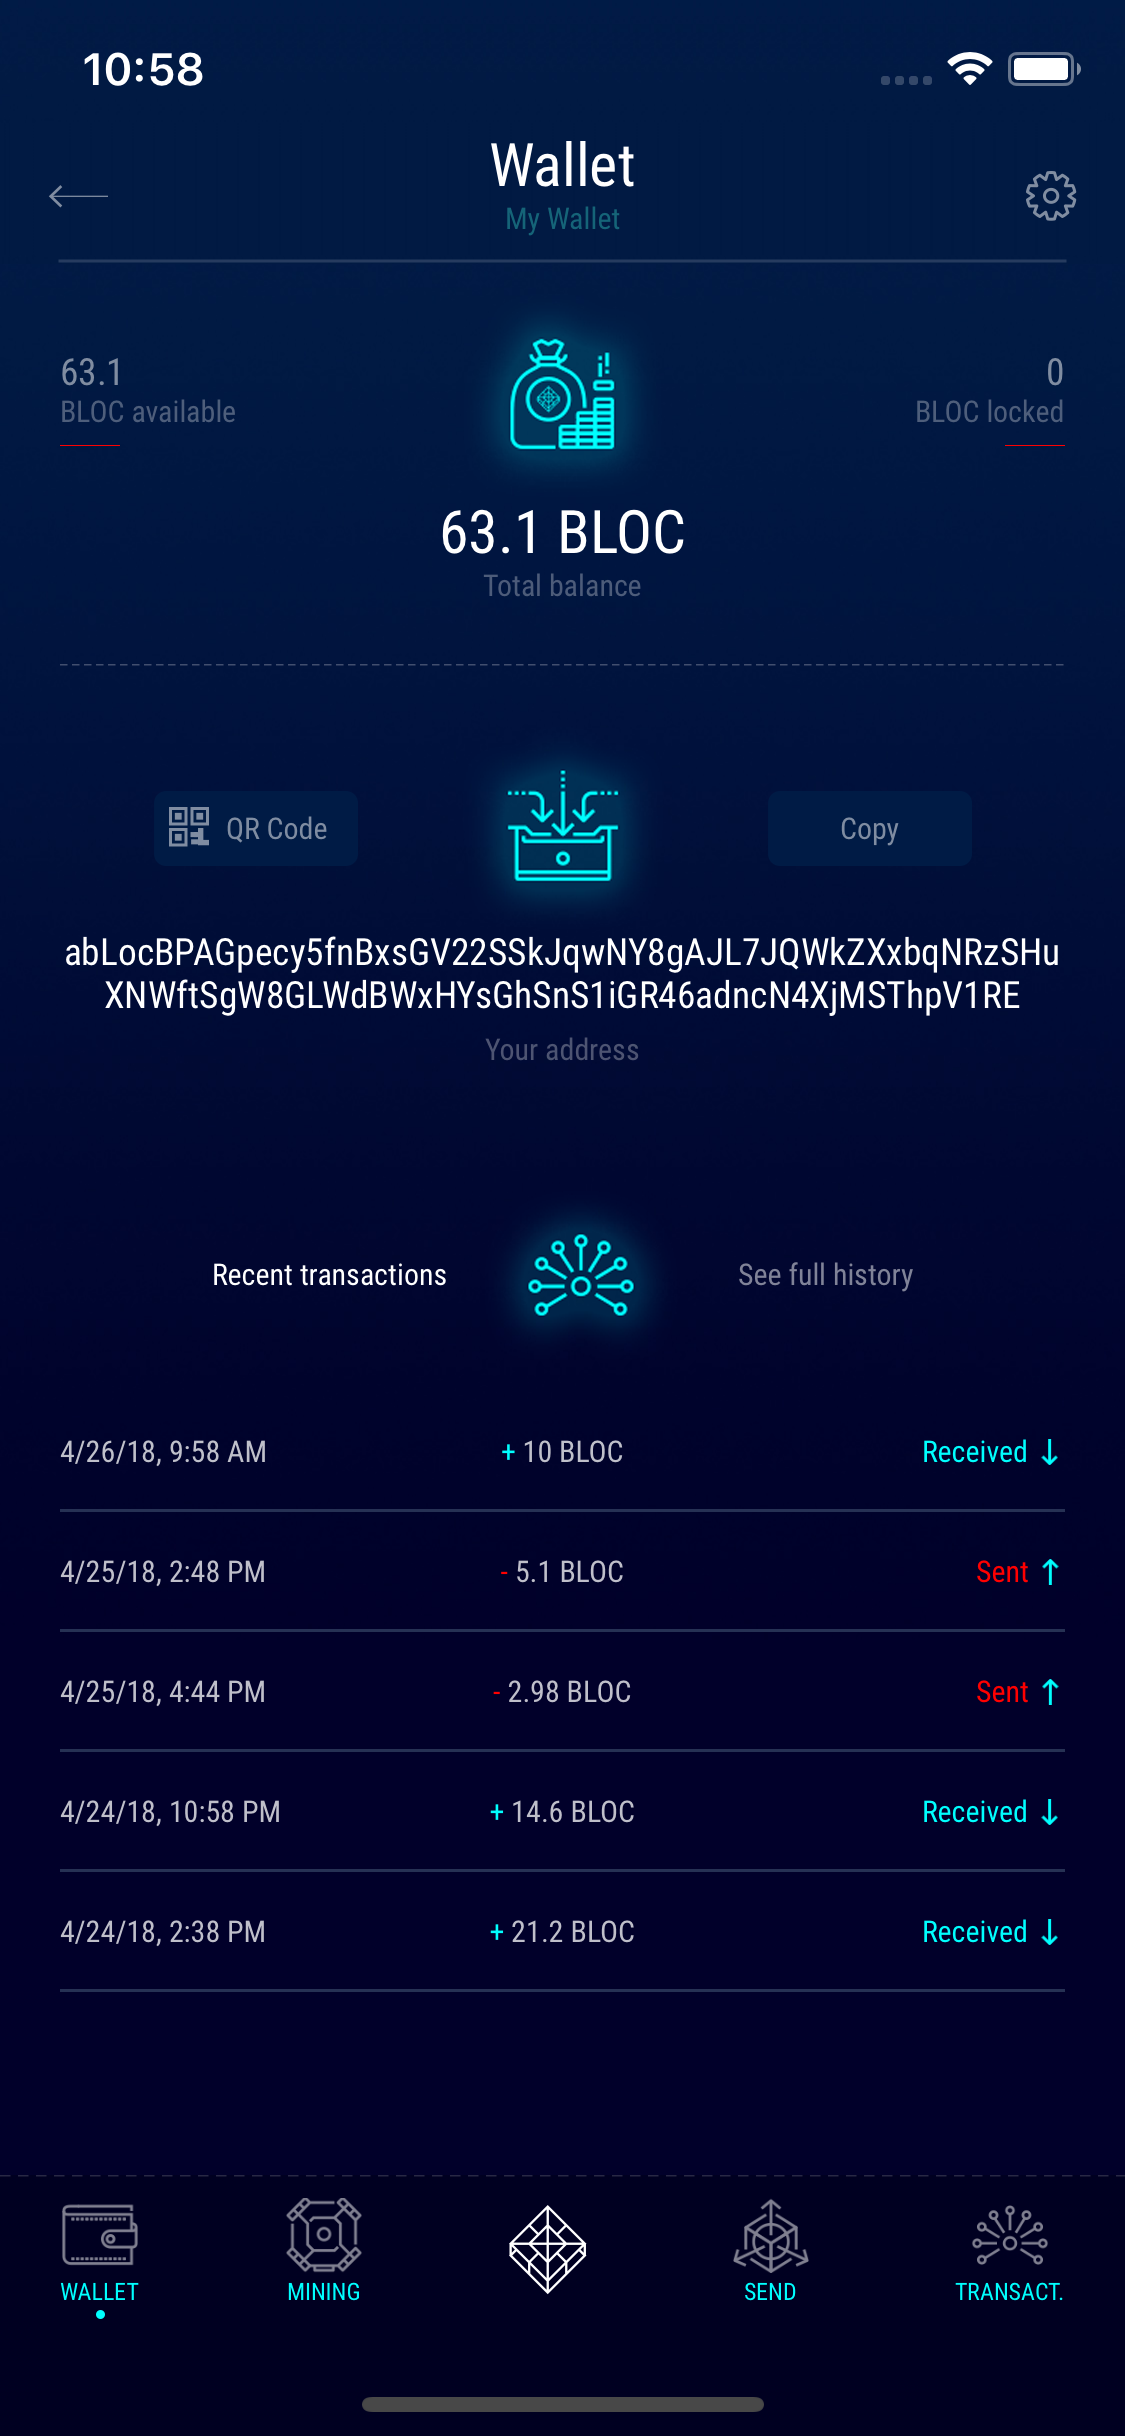 10:58
Wallet
My Wallet
63.1
BLOC available
0
BLOC locked
63.1 BLOC
Total balance
QR Code
Copy
abLocBPAGpecy5fnBxsGV22SSkJqwNY8gAJL7JQWkZXxbqNRzSHu
XNWftSgW8GLWdBWxHYsGhSnS1iGR46adncN4XjMSThpV1RE
Your address
Recent transactions
See full history
4/26/18, 9:58 AM + 10 BLOC Received ↓
4/25/18, 2:48 PM - 5.1 BLOC Sent ↑
4/25/18, 4:44 PM - 2.98 BLOC Sent ↑
4/24/18, 10:58 PM + 14.6 BLOC Received ↓
4/24/18, 2:38 PM + 21.2 BLOC Received ↓
WALLET MINING SEND TRANSACT.